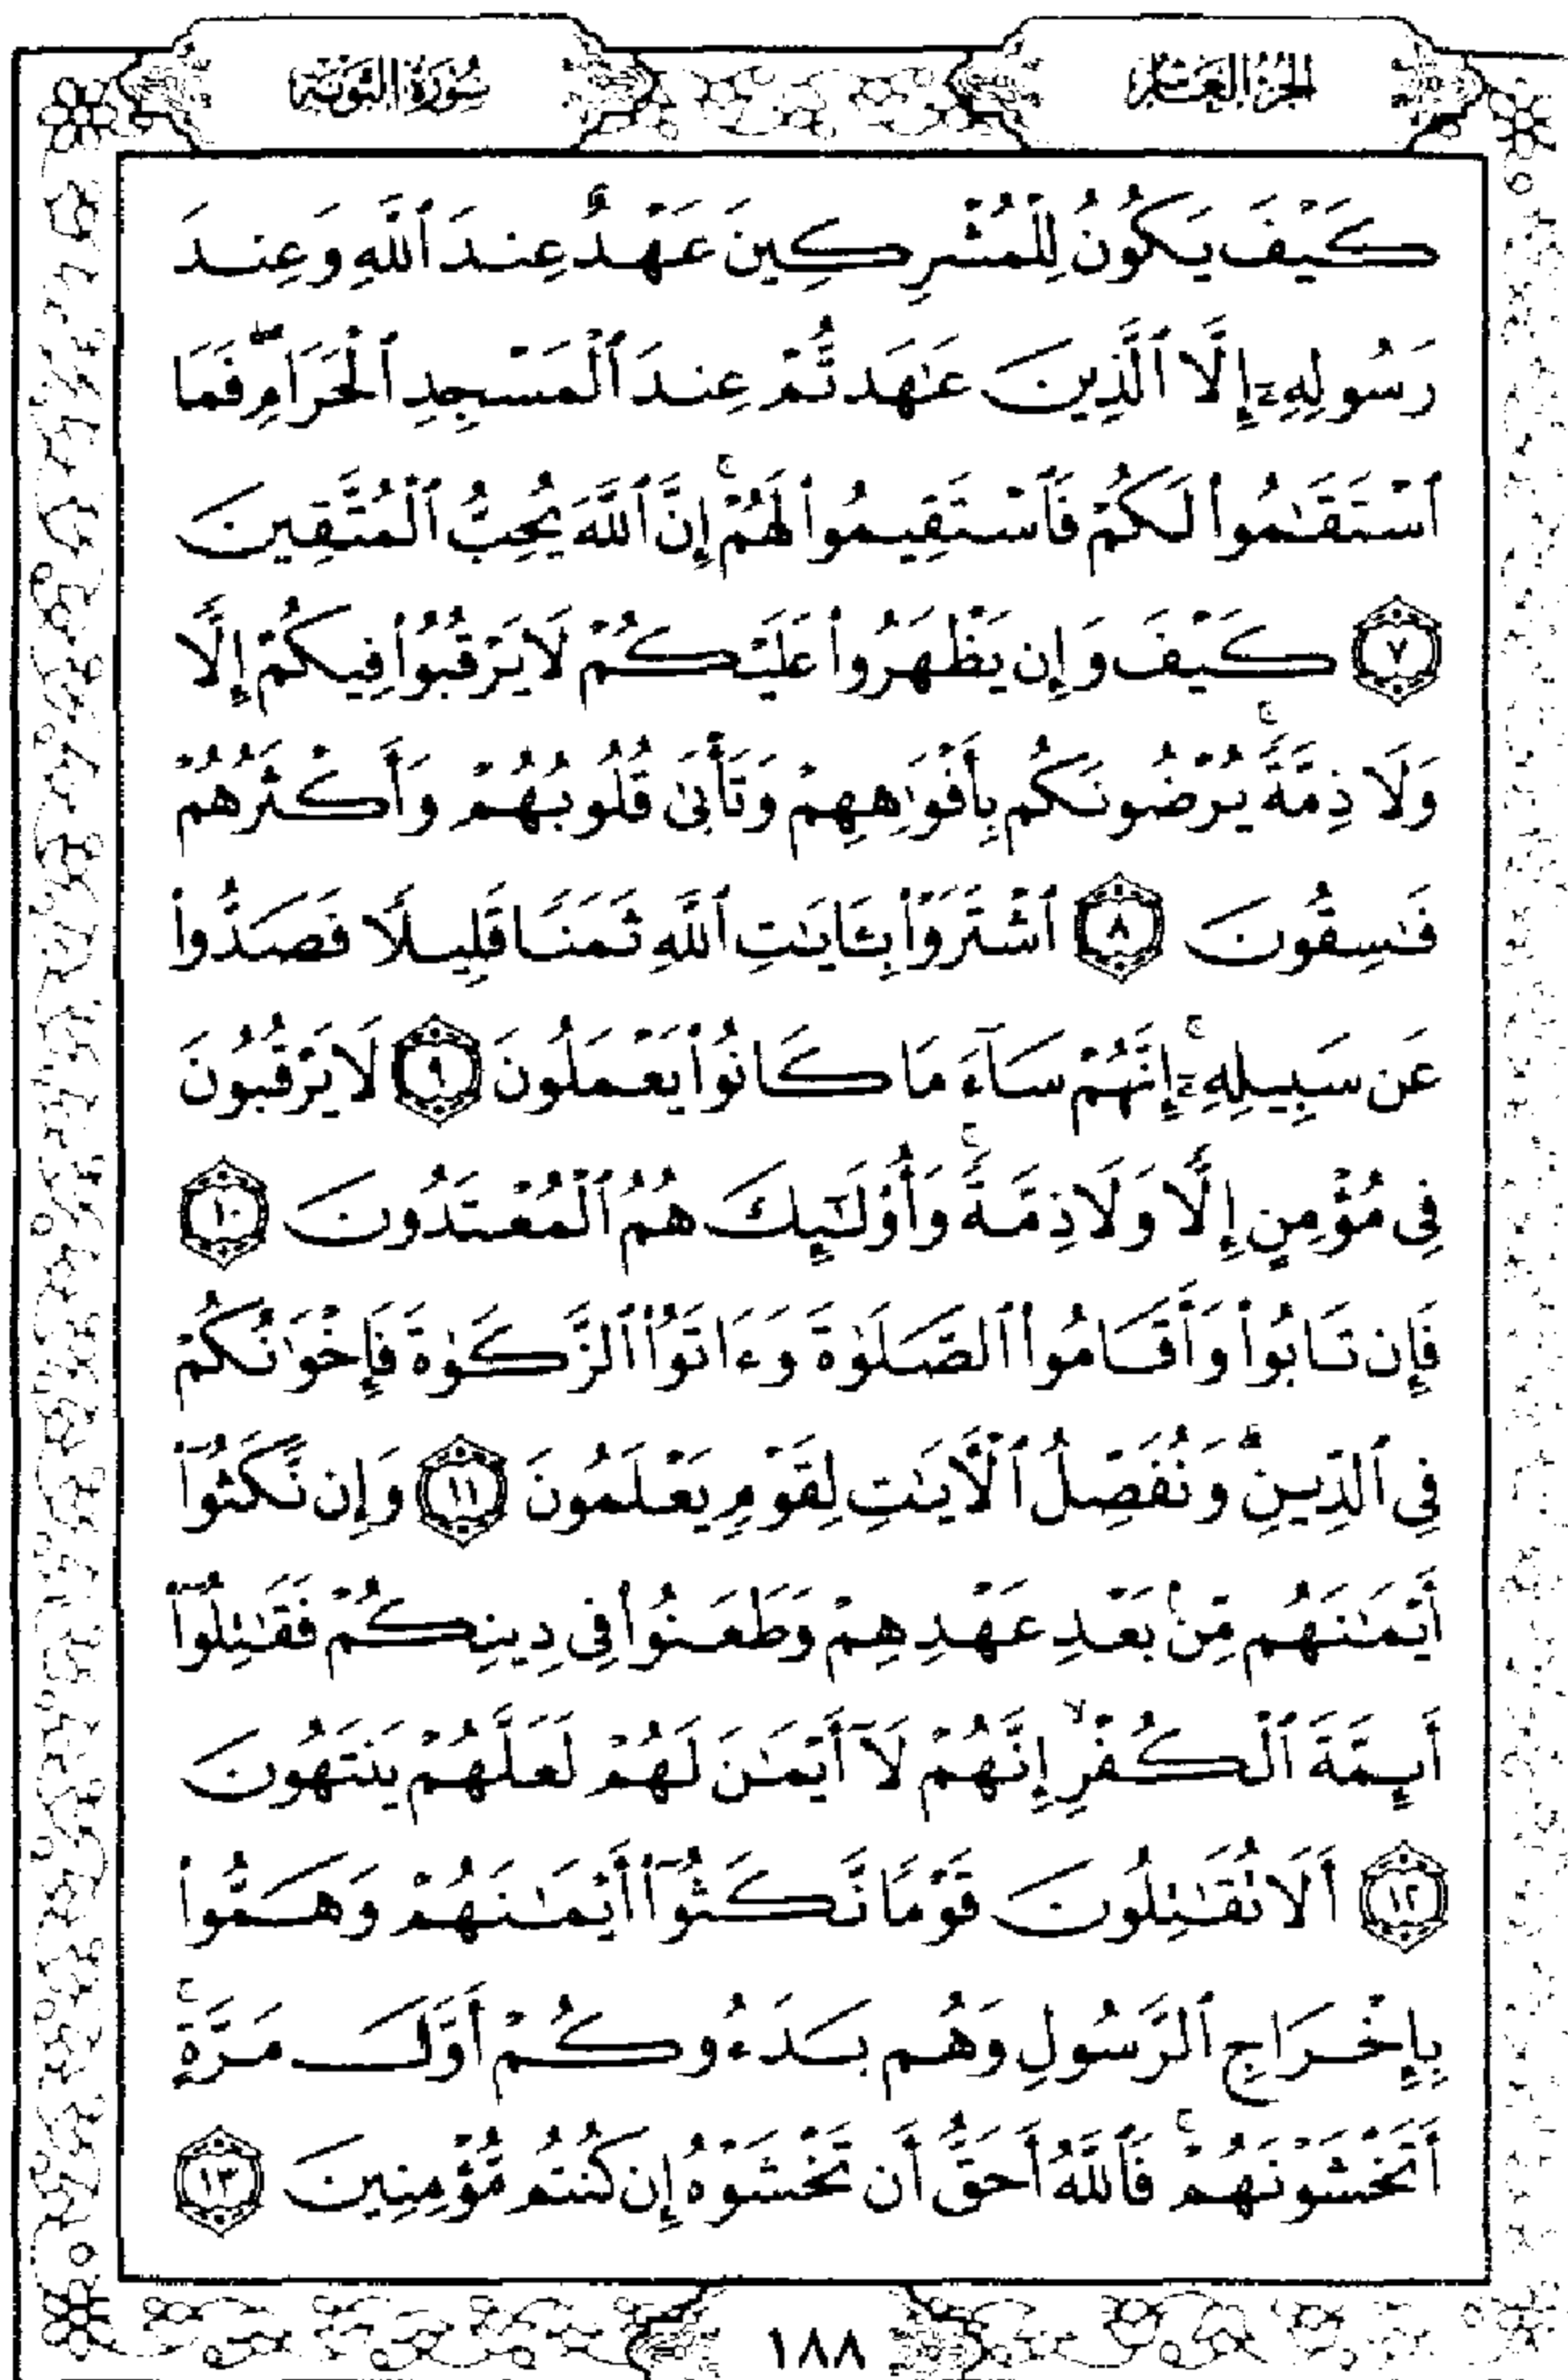 الجزء العاشر
سورة التوبة
كَيْفَ يَكُونُ لِلْمُشْرِكِينَ عَهْدٌ عِندَ ٱللَّهِ وَعِندَ
رَسُولِهِۦٓ إِلَّا ٱلَّذِينَ عَٰهَدتُّمْ عِندَ ٱلْمَسْجِدِ ٱلْحَرَامِ ۖ فَمَا
ٱسْتَقَٰمُوا۟ لَكُمْ فَٱسْتَقِيمُوا۟ لَهُمْ ۚ إِنَّ ٱللَّهَ يُحِبُّ ٱلْمُتَّقِينَ
٧ كَيْفَ وَإِن يَظْهَرُوا۟ عَلَيْكُمْ لَا يَرْقُبُوا۟ فِيكُمْ إِلًّا
وَلَا ذِمَّةً ۚ يُرْضُونَكُم بِأَفْوَٰهِهِمْ وَتَأْبَىٰ قُلُوبُهُمْ وَأَكْثَرُهُمْ
فَٰسِقُونَ ٨ ٱشْتَرَوْا۟ بِـَٔايَٰتِ ٱللَّهِ ثَمَنًا قَلِيلًا فَصَدُّوا۟
عَن سَبِيلِهِۦٓ ۚ إِنَّهُمْ سَآءَ مَا كَانُوا۟ يَعْمَلُونَ ٩ لَا يَرْقُبُونَ
فِى مُؤْمِنٍ إِلًّا وَلَا ذِمَّةً ۚ وَأُو۟لَٰٓئِكَ هُمُ ٱلْمُعْتَدُونَ ١٠
فَإِن تَابُوا۟ وَأَقَامُوا۟ ٱلصَّلَوٰةَ وَءَاتَوُا۟ ٱلزَّكَوٰةَ فَإِخْوَٰنُكُمْ
فِى ٱلدِّينِ ۗ وَنُفَصِّلُ ٱلْءَايَٰتِ لِقَوْمٍ يَعْلَمُونَ ١١ وَإِن نَّكَثُوٓا۟
أَيْمَٰنَهُم مِّنۢ بَعْدِ عَهْدِهِمْ وَطَعَنُوا۟ فِى دِينِكُمْ فَقَٰتِلُوٓا۟
أَئِمَّةَ ٱلْكُفْرِ ۙ إِنَّهُمْ لَآ أَيْمَٰنَ لَهُمْ لَعَلَّهُمْ يَنتَهُونَ
١٢ أَلَا تُقَٰتِلُونَ قَوْمًا نَّكَثُوٓا۟ أَيْمَٰنَهُمْ وَهَمُّوا۟
بِإِخْرَاجِ ٱلرَّسُولِ وَهُم بَدَءُوكُمْ أَوَّلَ مَرَّةٍ ۚ
أَتَخْشَوْنَهُمْ ۚ فَٱللَّهُ أَحَقُّ أَن تَخْشَوْهُ إِن كُنتُم مُّؤْمِنِينَ ١٣
١٨٨